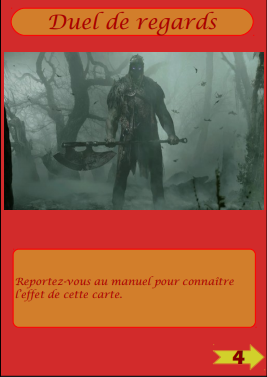 Duel de regards
Reportez-vous au manuel pour connaître
l'effet de cette carte.
4